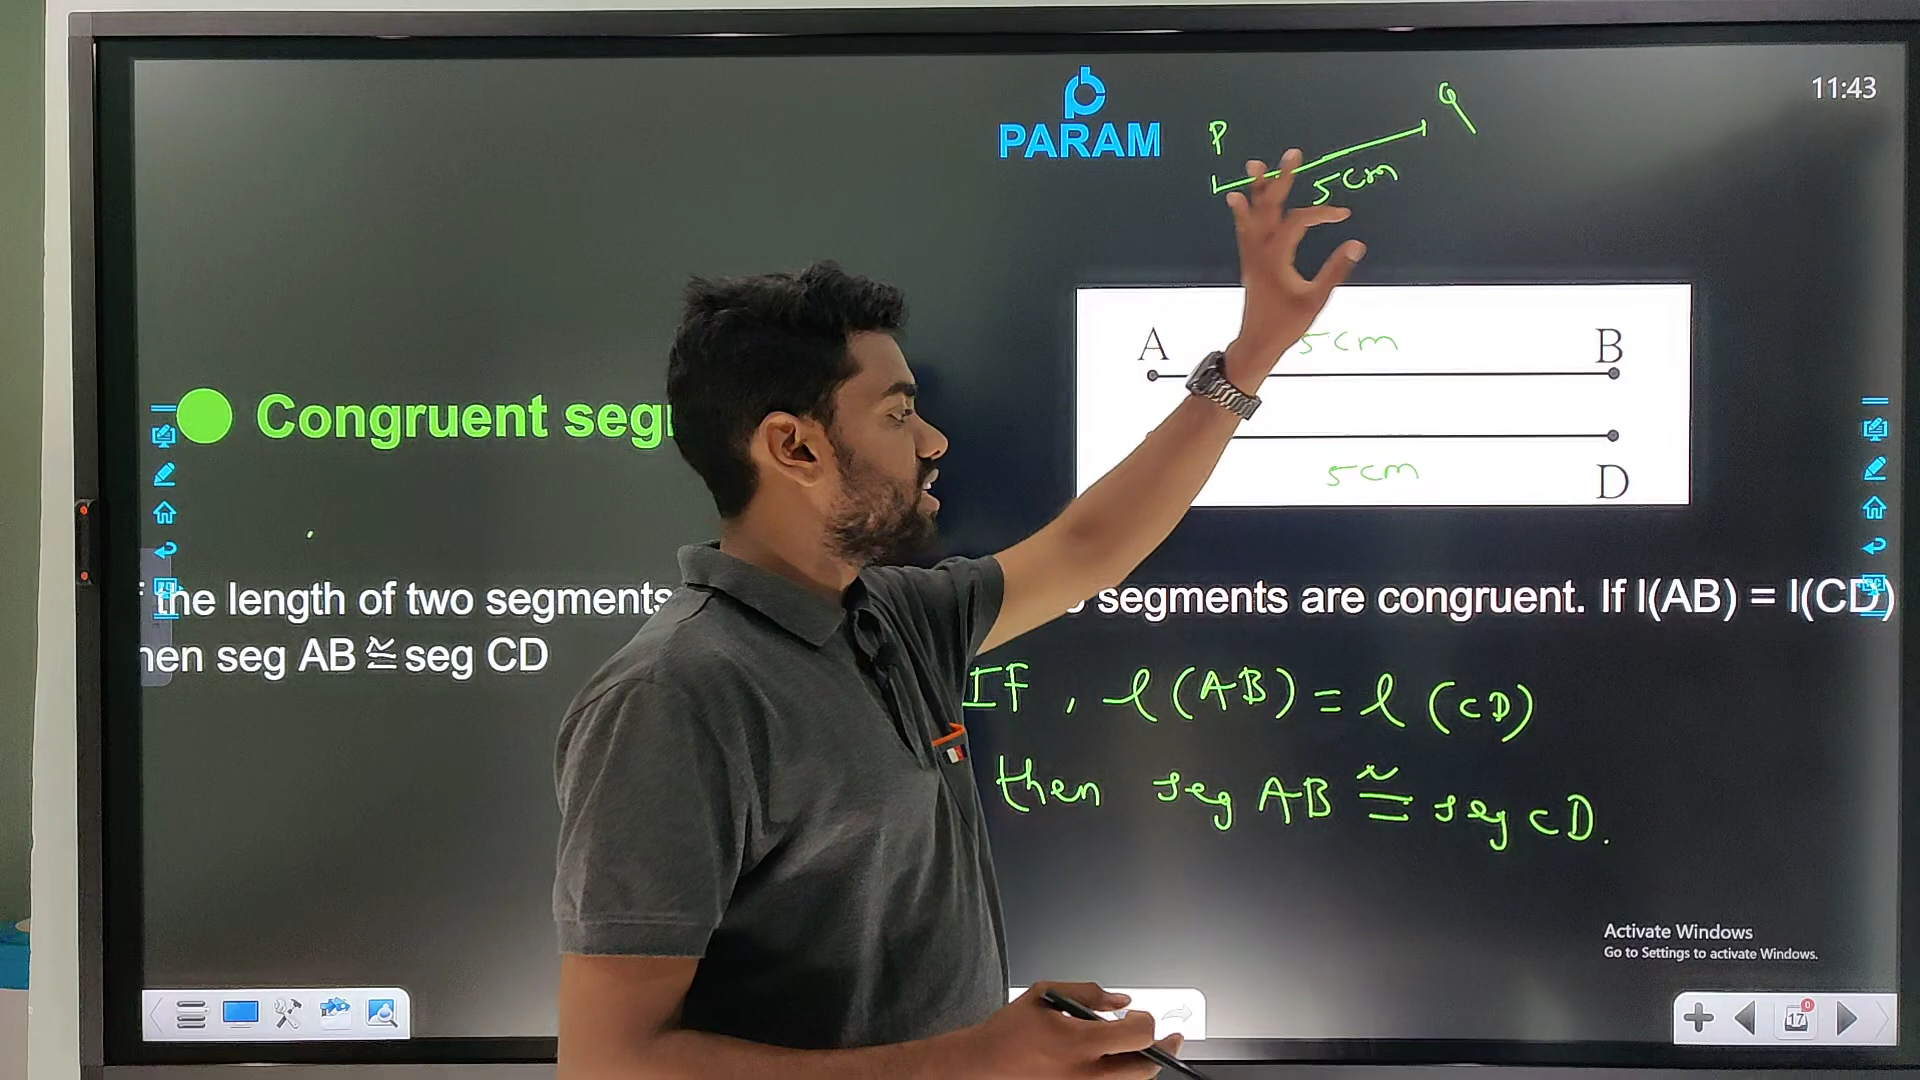 11:43
PARAM
P
Q
5cm
A
5cm
B
5cm
D
Congruent
the length of two segments segments are congruent. If l(AB) = l(CD)
seg AB ≅ seg CD
If, l(AB) = l(CD)
then seg AB ≅ seg CD.
Activate Windows
Go to Settings to activate Windows.
17
0